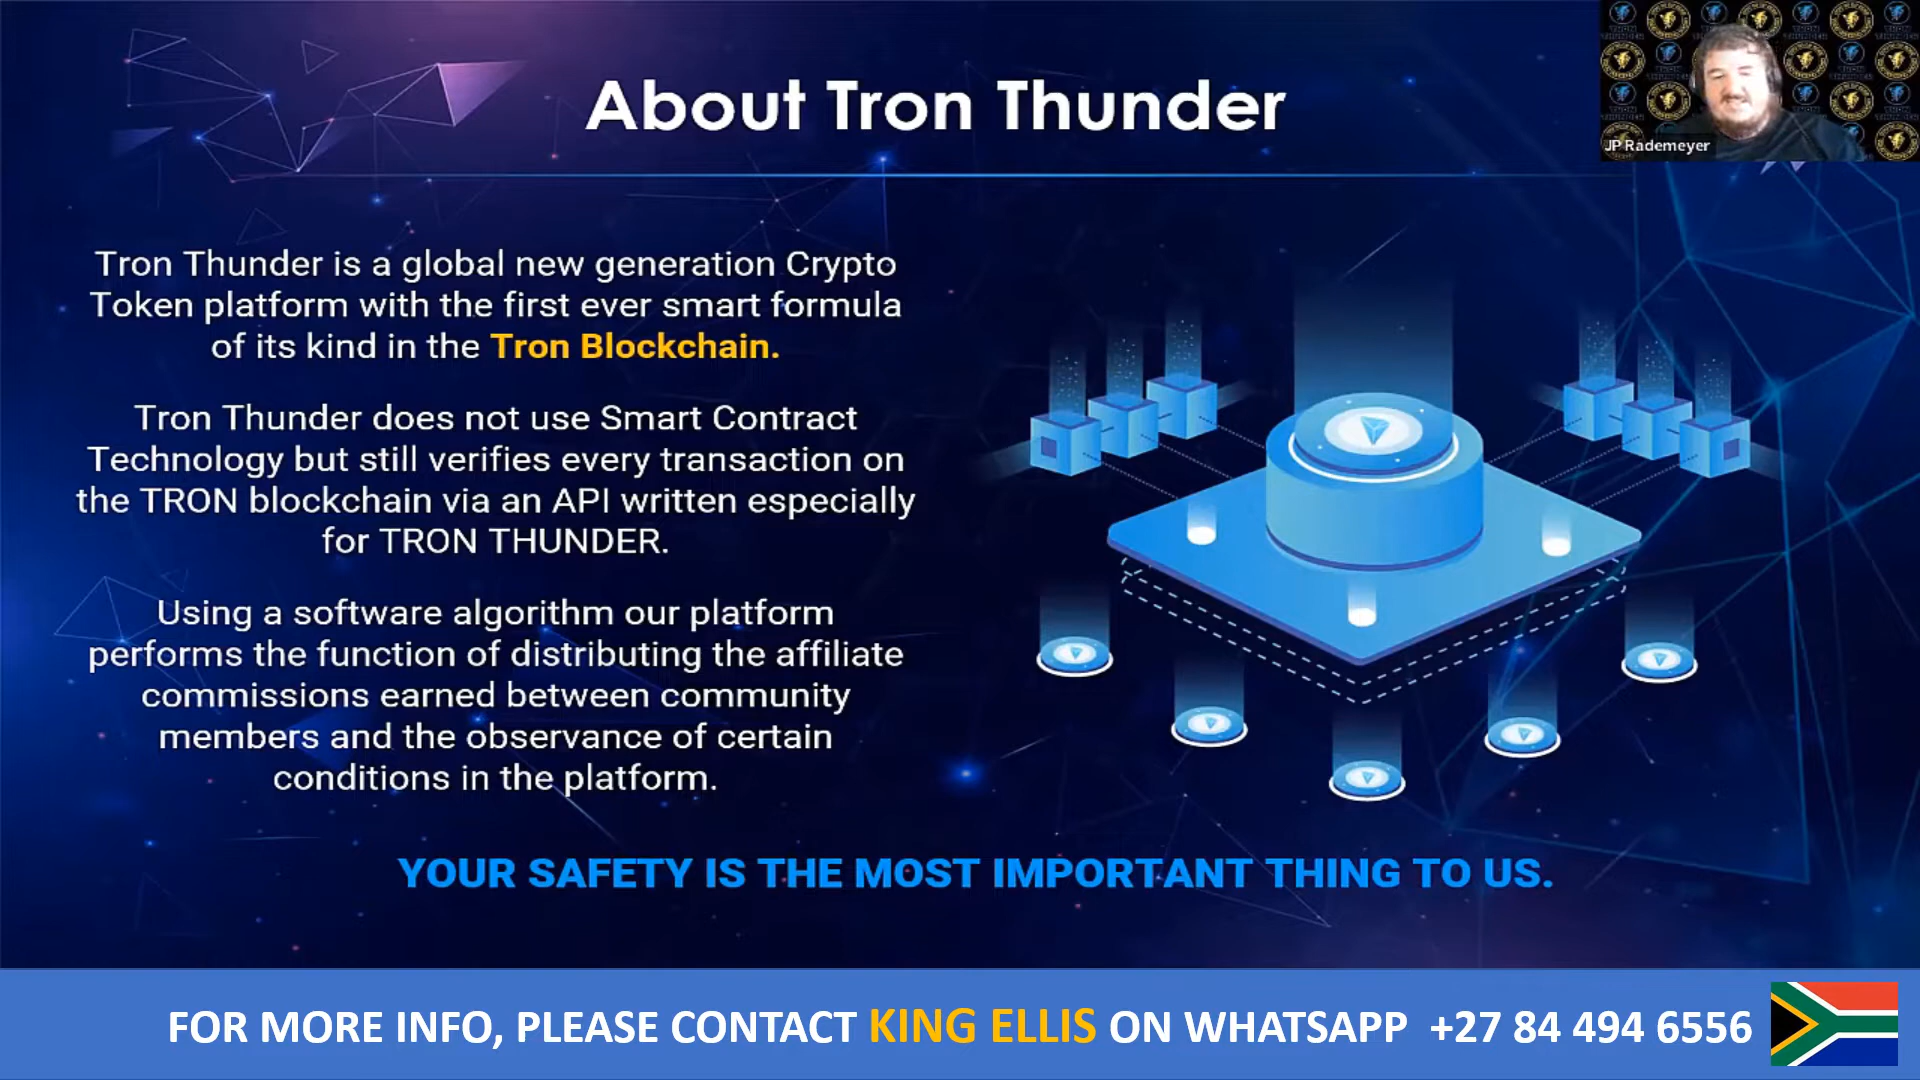 About Tron Thunder
JP Rademeyer
Tron Thunder is a global new generation Crypto
Token platform with the first ever smart formula
of its kind in the Tron Blockchain.
Tron Thunder does not use Smart Contract
Technology but still verifies every transaction on
the TRON blockchain via an API written especially
for TRON THUNDER.
Using a software algorithm our platform
performs the function of distributing the affiliate
commissions earned between community
members and the observance of certain
conditions in the platform.
YOUR SAFETY IS THE MOST IMPORTANT THING TO US.
FOR MORE INFO, PLEASE CONTACT KING ELLIS ON WHATSAPP +27 84 494 6556